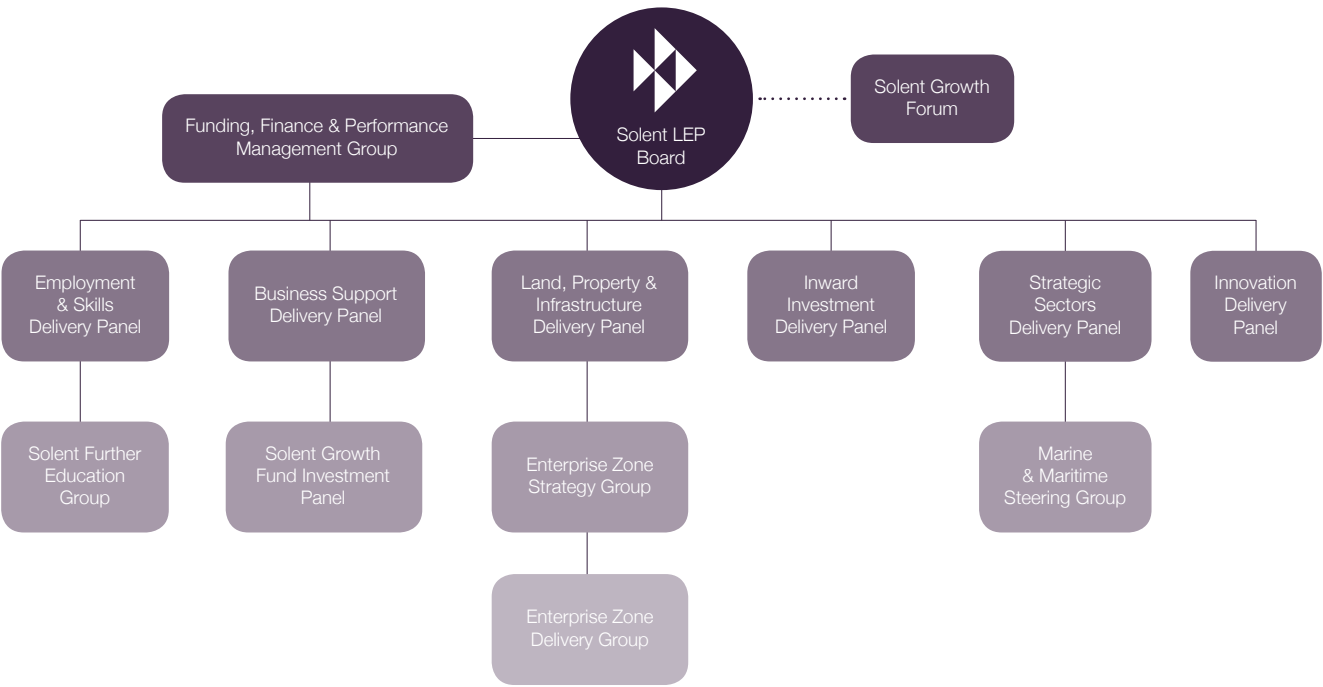 Solent LEP
Board
Solent Growth
Forum
Funding, Finance & Performance
Management Group
Employment
& Skills
Delivery Panel
Business Support
Delivery Panel
Land, Property &
Infrastructure
Delivery Panel
Inward
Investment
Delivery Panel
Strategic
Sectors
Delivery Panel
Innovation
Delivery
Panel
Solent Further
Education
Group
Solent Growth
Fund Investment
Panel
Enterprise Zone
Strategy Group
Marine
& Maritime
Steering Group
Enterprise Zone
Delivery Group